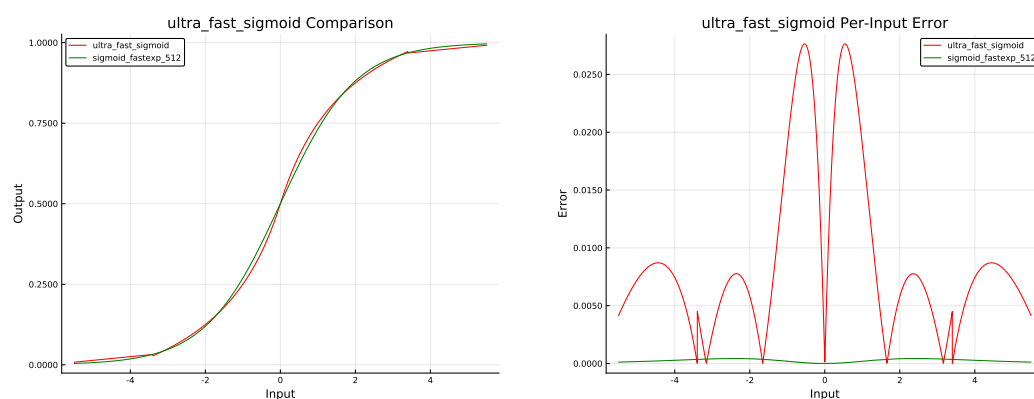 ultra_fast_sigmoid Comparison
1.0000
0.7500
0.5000
0.2500
0.0000
Output
ultra_fast_sigmoid
sigmoid_fastexp_512
-4
-2
0
2
4
Input
ultra_fast_sigmoid Per-Input Error
0.0250
0.0200
0.0150
0.0100
0.0050
0.0000
Error
ultra_fast_sigmoid
sigmoid_fastexp_512
-4
-2
0
2
4
Input